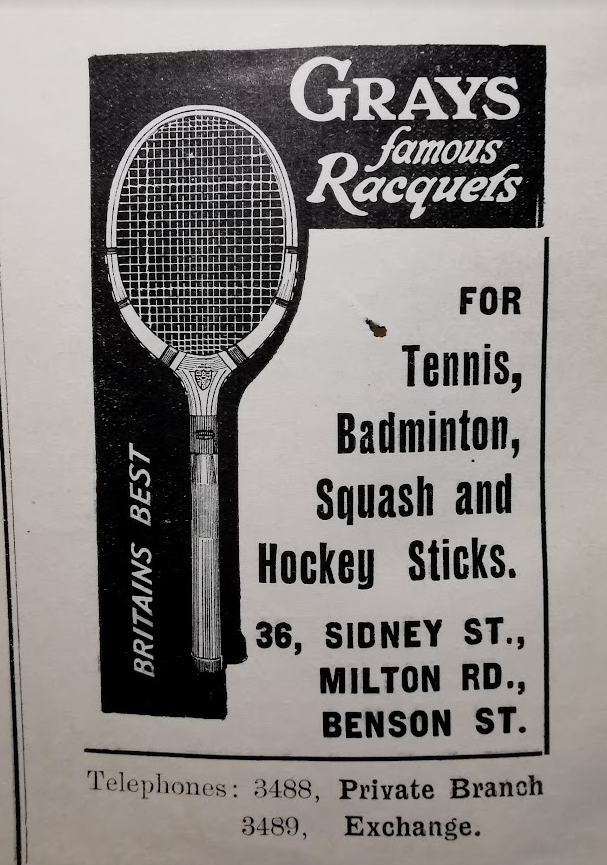 GRAYS
famous
Racquets
FOR
Tennis,
Badminton,
Squash and
Hockey Sticks.
BRITAINS BEST
36, SIDNEY ST.,
MILTON RD.,
BENSON ST.
Telephones: 3488, Private Branch
3489, Exchange.